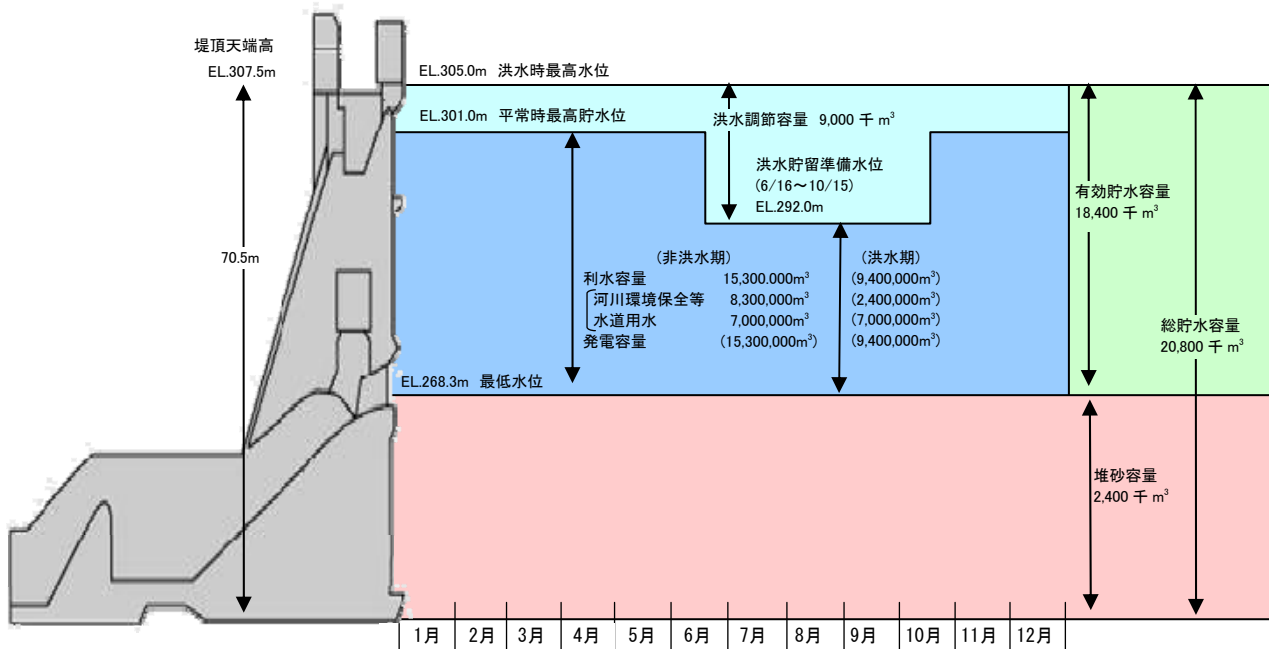 堤頂天端高
EL.307.5m
70.5m
EL.305.0m 洪水時最高水位
EL.301.0m 平常時最高貯水位
洪水調節容量 9,000 千m³
洪水貯留準備水位
(6/16～10/15)
EL.292.0m
(非洪水期) (洪水期)
利水容量 15,300.000m³ (9,400,000m³)
河川環境保全等 8,300,000m³ (2,400,000m³)
水道用水 7,000,000m³ (7,000,000m³)
発電容量 (15,300,000m³) (9,400,000m³)
EL.268.3m 最低水位
有効貯水容量
18,400 千m³
総貯水容量
20,800 千m³
堆砂容量
2,400 千m³
1月 2月 3月 4月 5月 6月 7月 8月 9月 10月 11月 12月